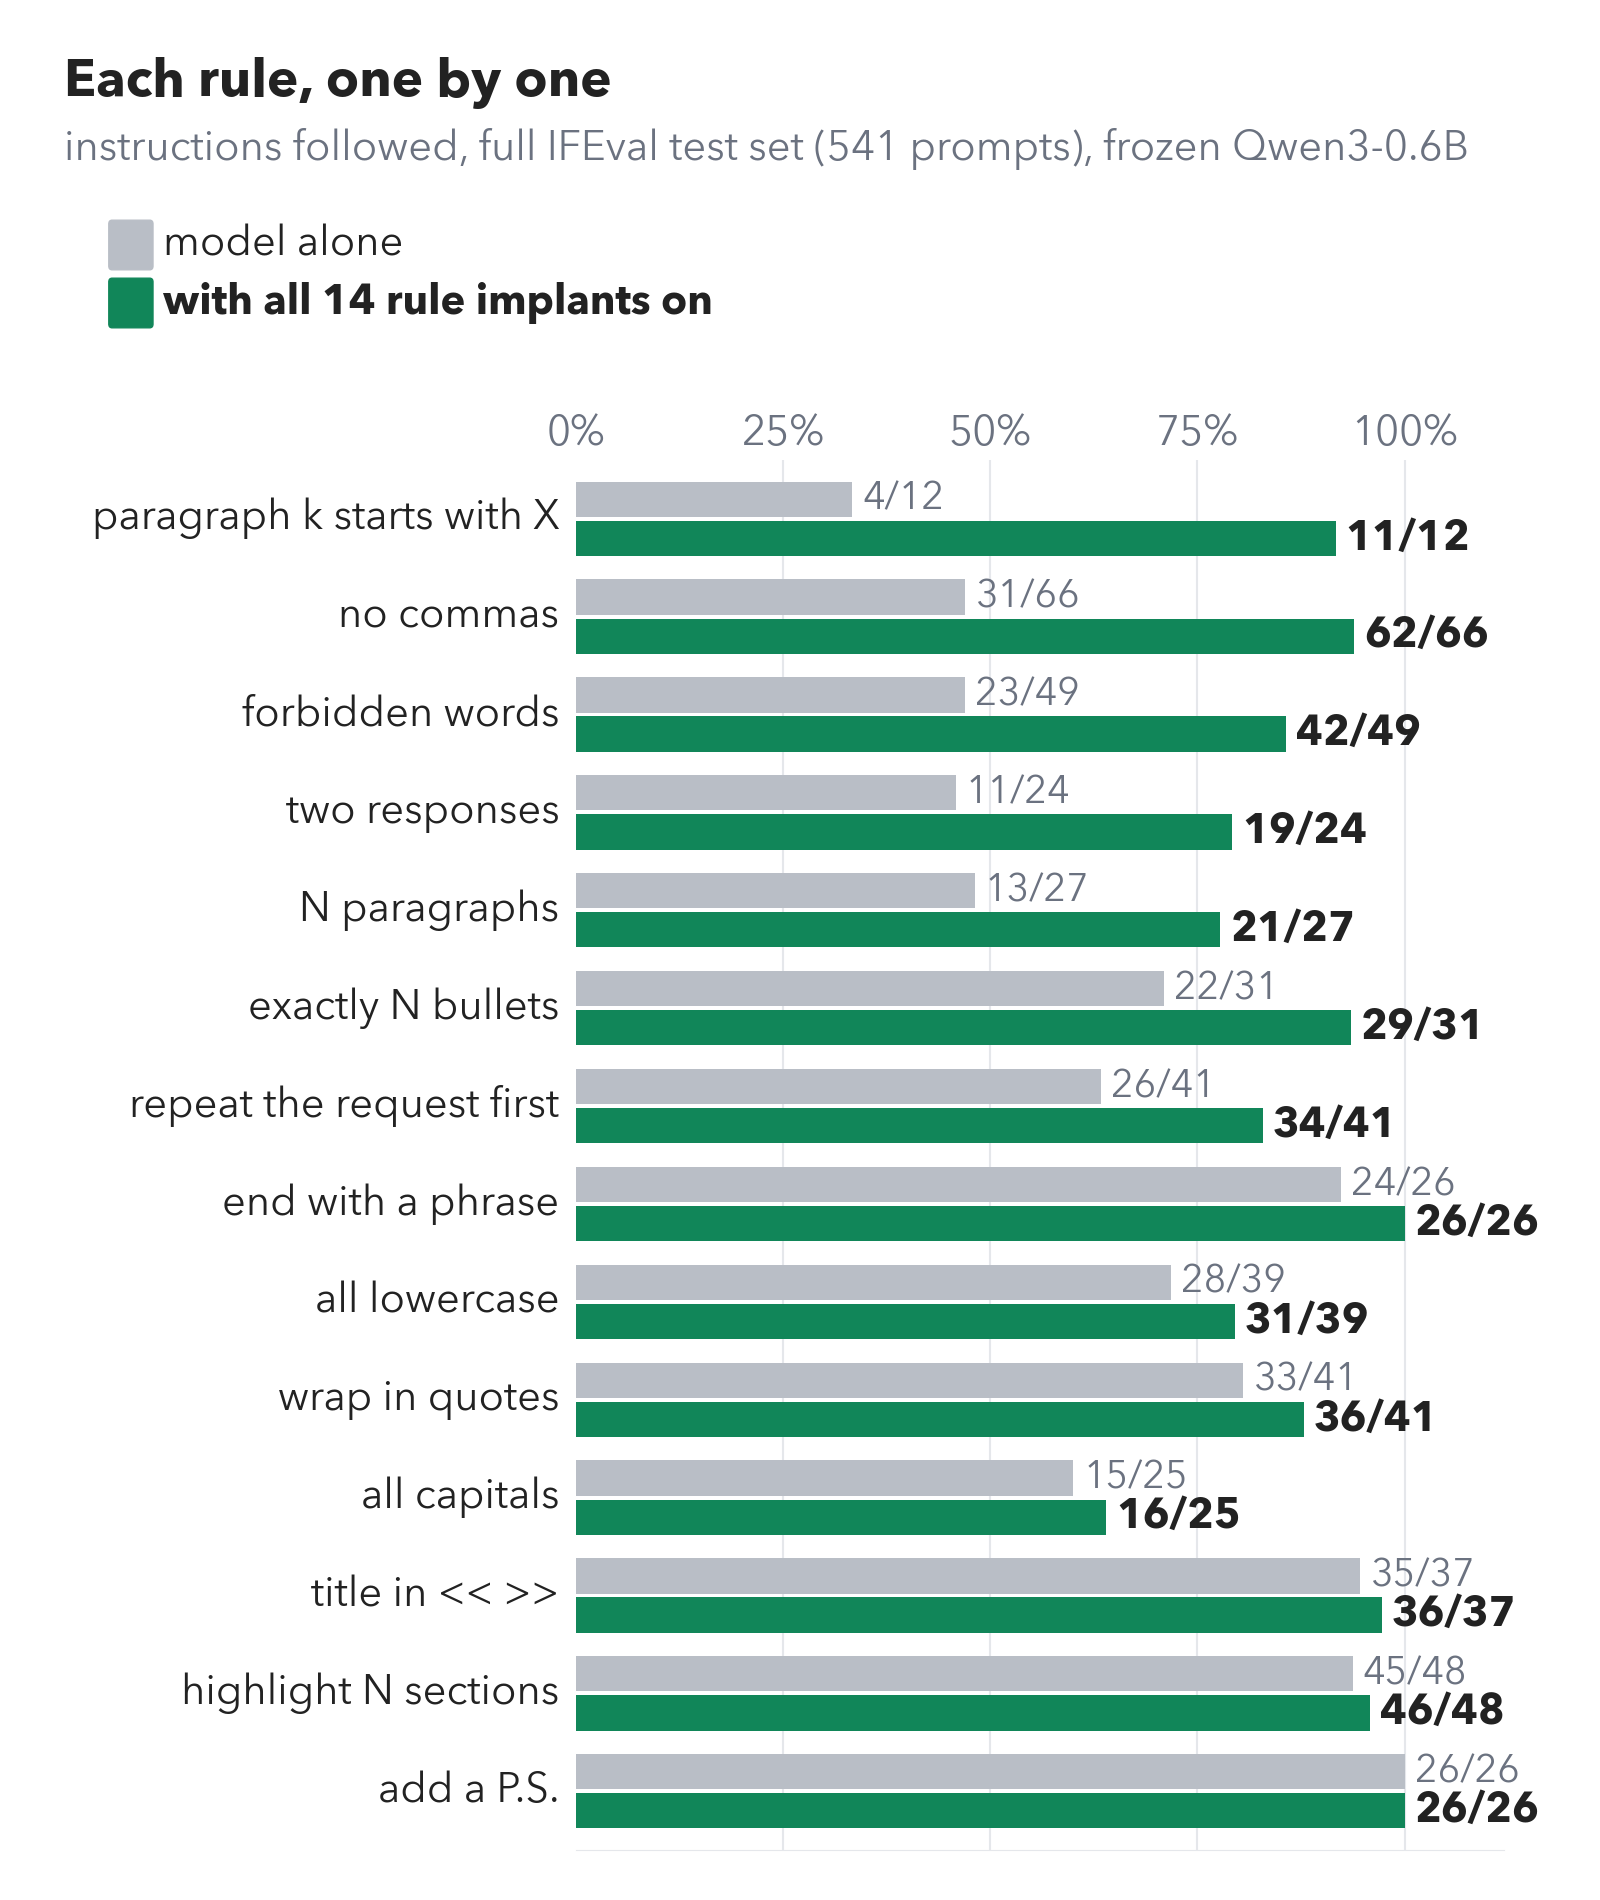 Each rule, one by one
instructions followed, full IFEval test set (541 prompts), frozen Qwen3-0.6B
model alone
with all 14 rule implants on
0% 25% 50% 75% 100%
paragraph k starts with X 4/12
11/12
no commas 31/66
62/66
forbidden words 23/49
42/49
two responses 11/24
19/24
N paragraphs 13/27
21/27
exactly N bullets 22/31
29/31
repeat the request first 26/41
34/41
end with a phrase 24/26
26/26
all lowercase 28/39
31/39
wrap in quotes 33/41
36/41
all capitals 15/25
16/25
title in << >> 35/37
36/37
highlight N sections 45/48
46/48
add a P.S. 26/26
26/26